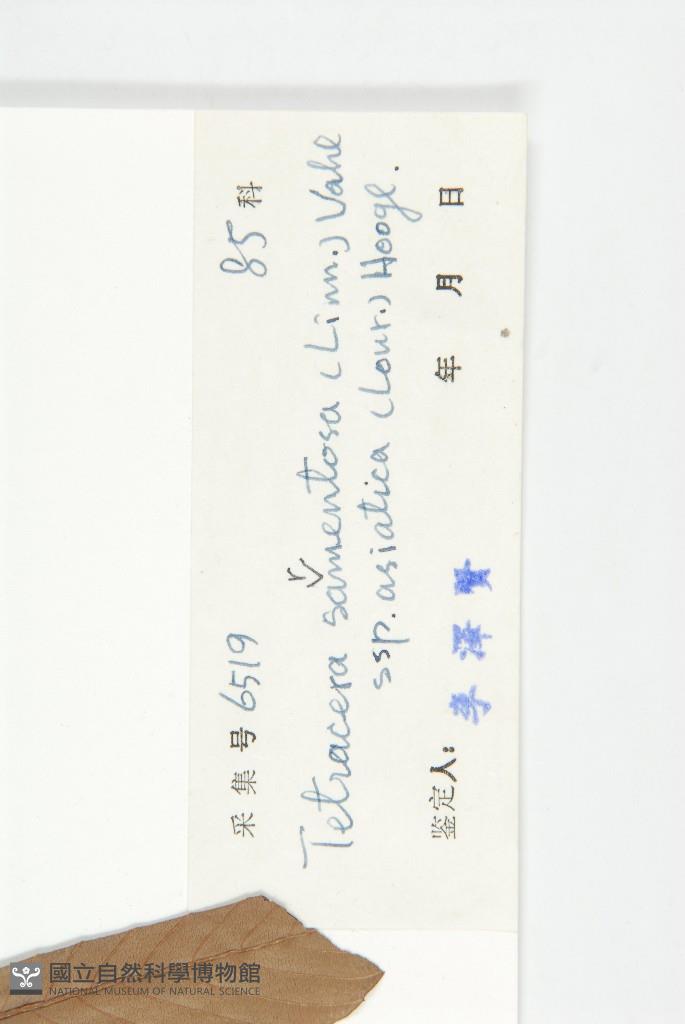 采集号 6519 85 科
Tetracera sarmentosa (Linn.) Vahl
ssp. asiatica (Lour.) Hoogl.
鉴定人: 李泽贤 年 月 日
國立自然科學博物館
NATIONAL MUSEUM OF NATURAL SCIENCE